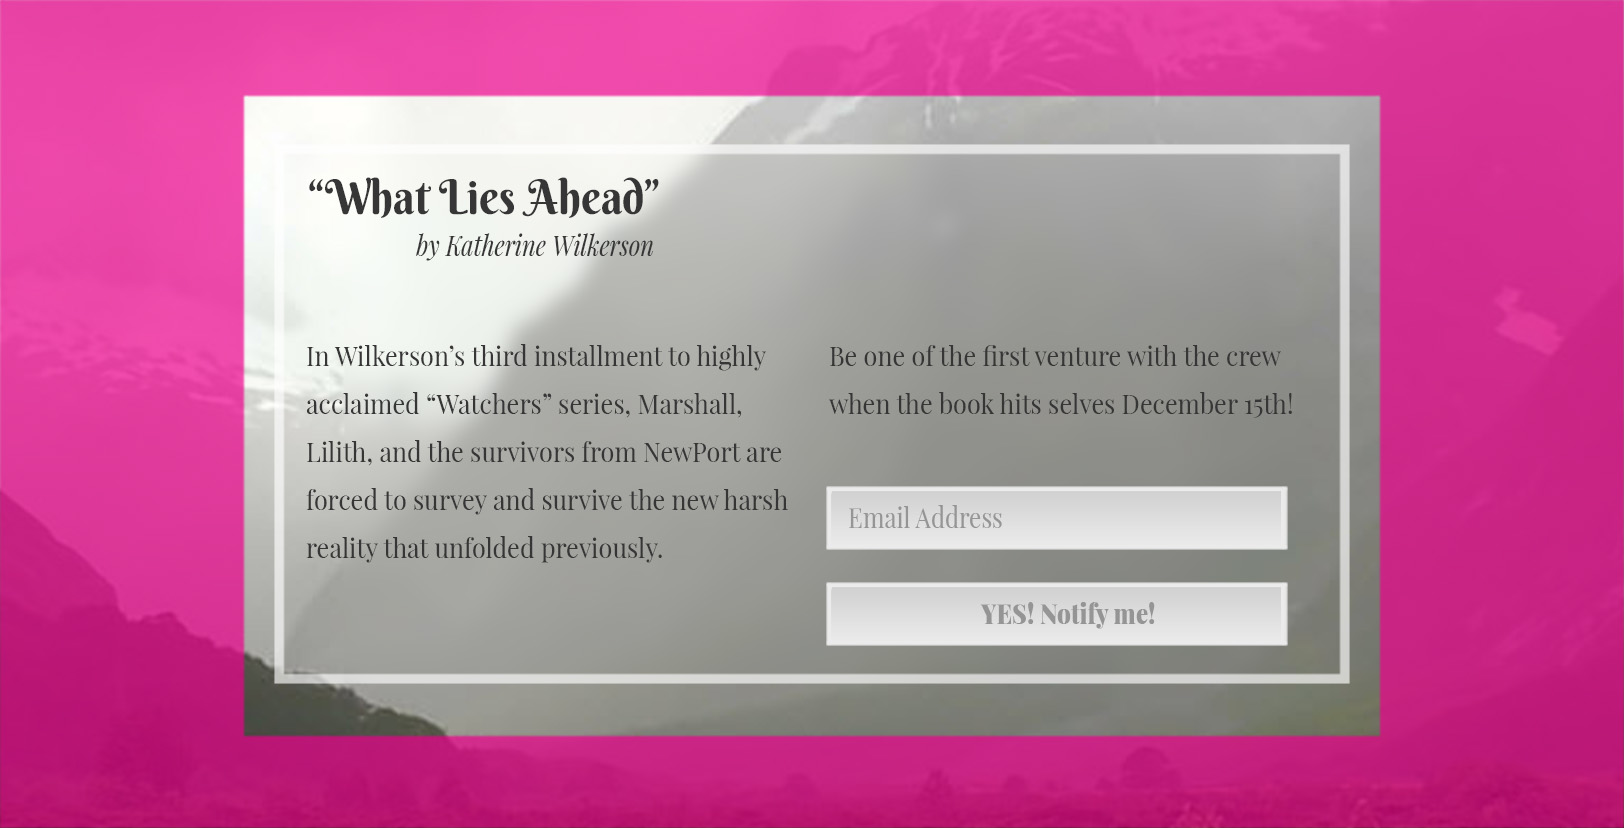 “What Lies Ahead”
by Katherine Wilkerson
In Wilkerson’s third installment to highly
acclaimed “Watchers” series, Marshall,
Lilith, and the survivors from NewPort are
forced to survey and survive the new harsh
reality that unfolded previously.
Be one of the first venture with the crew
when the book hits selves December 15th!
Email Address
YES! Notify me!